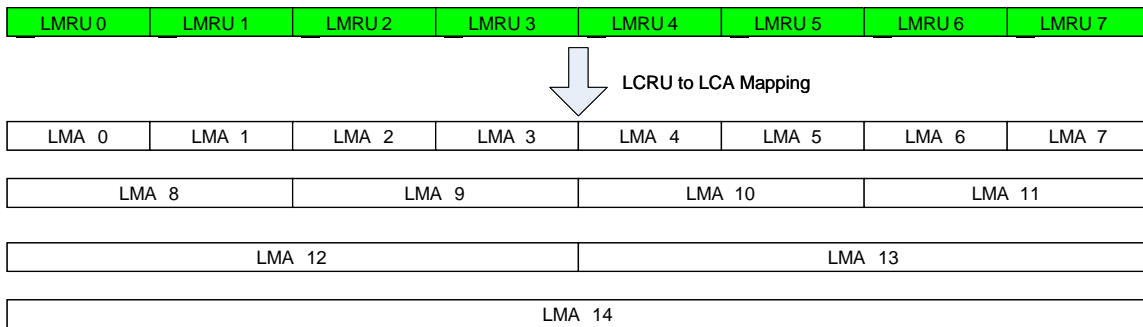 LMRU 0 LMRU 1 LMRU 2 LMRU 3 LMRU 4 LMRU 5 LMRU 6 LMRU 7
LCRU to LCA Mapping
LMA 0 LMA 1 LMA 2 LMA 3 LMA 4 LMA 5 LMA 6 LMA 7
LMA 8 LMA 9 LMA 10 LMA 11
LMA 12 LMA 13
LMA 14